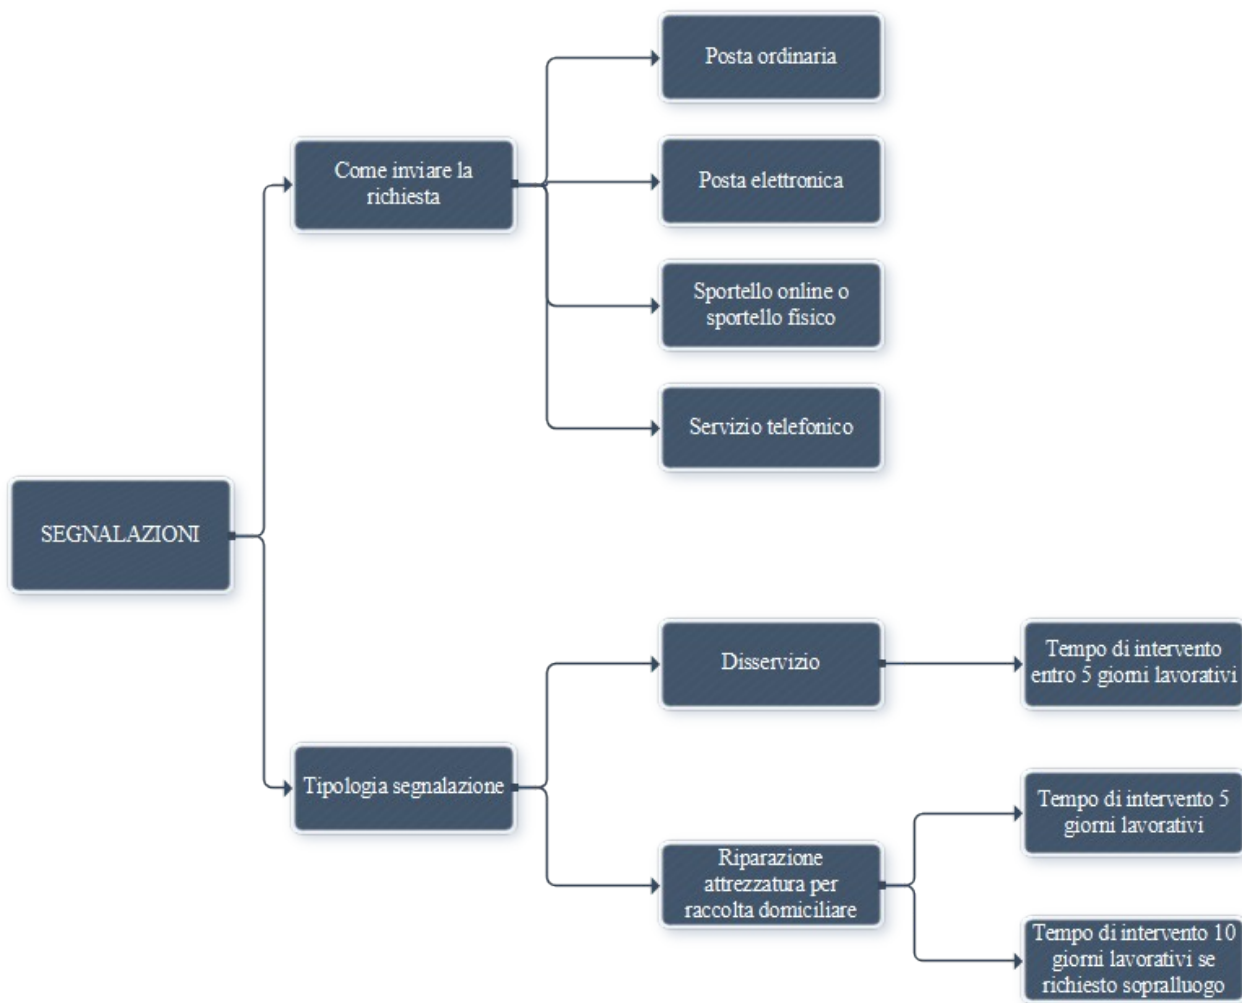 Posta ordinaria
Come inviare la
richiesta
Posta elettronica
Sportello online o
sportello fisico
Servizio telefonico
SEGNALAZIONI
Disservizio
Tempo di intervento
entro 5 giorni lavorativi
Tipologia segnalazione
Tempo di intervento 5
giorni lavorativi
Riparazione
attrezzatura per
raccolta domiciliare
Tempo di intervento 10
giorni lavorativi se
richiesto sopralluogo